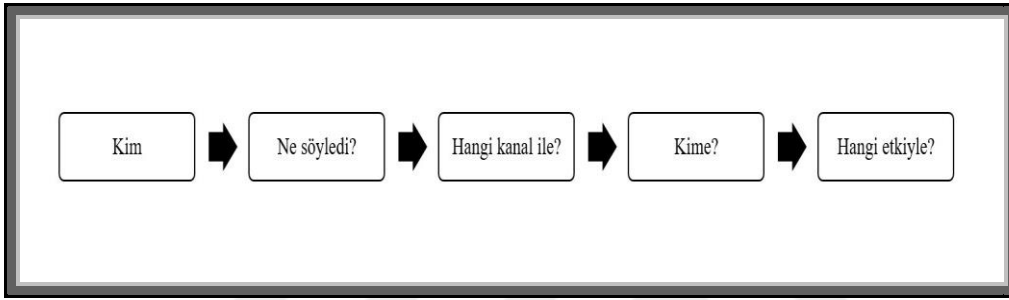 Kim
Ne söyledi?
Hangi kanal ile?
Kime?
Hangi etkiyle?